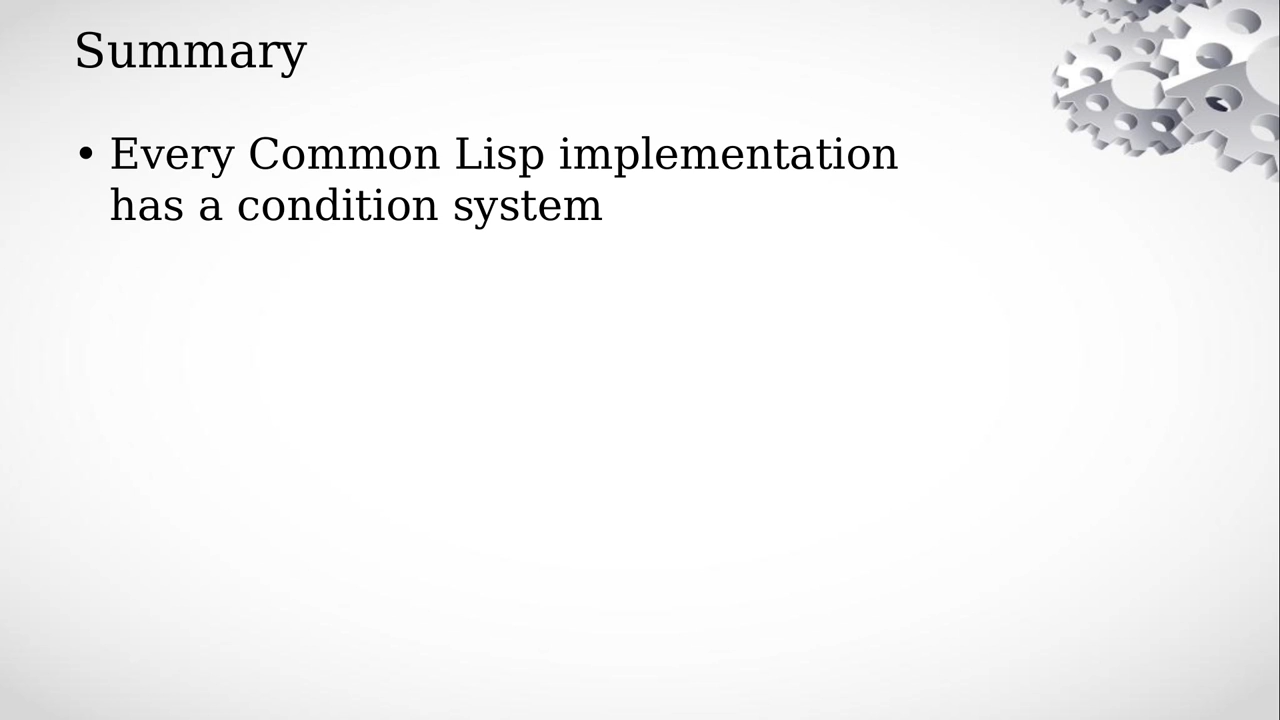 Summary
• Every Common Lisp implementation
has a condition system